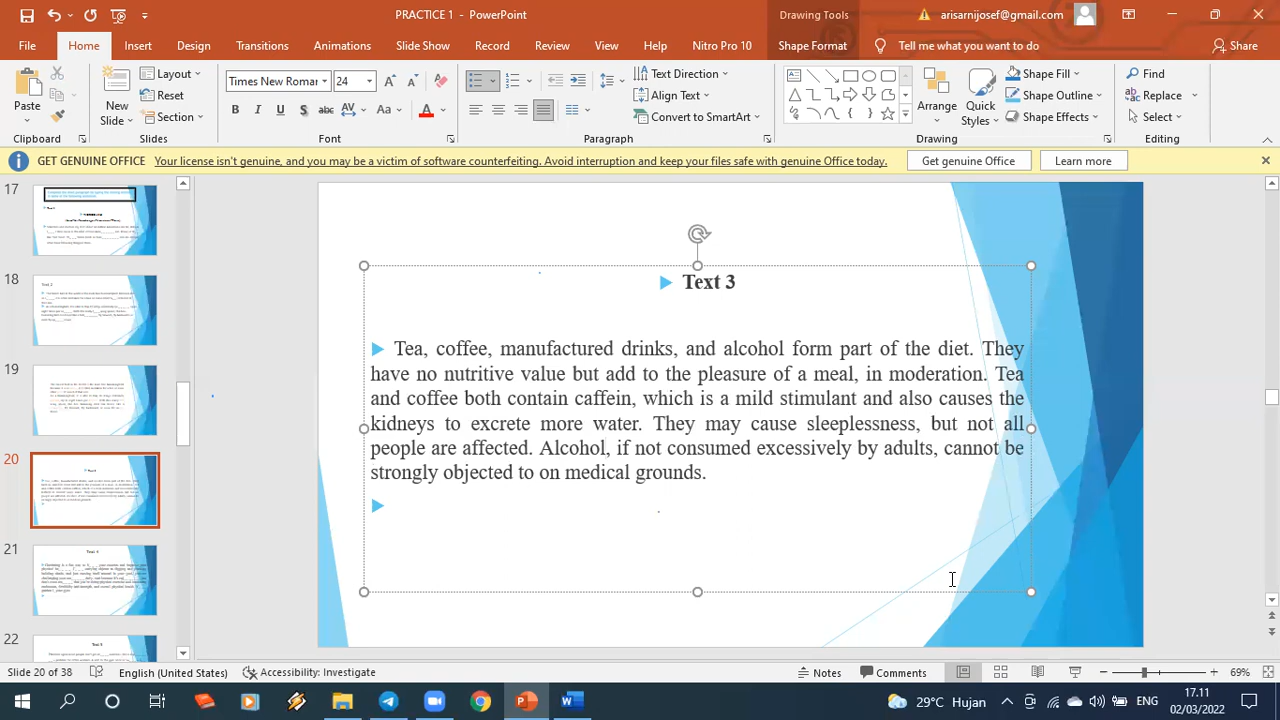 PRACTICE 1 - PowerPoint
Drawing Tools
arisarnijosef@gmail.com
File Home Insert Design Transitions Animations Slide Show Record Review View Help Nitro Pro 10 Shape Format Tell me what you want to do Share
Paste
New
Slide
Layout
Reset
Section
Times New Roman 24
B I U S abc AV Aa A
Text Direction
Align Text
Convert to SmartArt
Arrange
Quick
Styles
Shape Fill
Shape Outline
Shape Effects
Find
Replace
Select
Clipboard Slides Font Paragraph Drawing Editing
GET GENUINE OFFICE Your license isn't genuine, and you may be a victim of software counterfeiting. Avoid interruption and keep your files safe with genuine Office today. Get genuine Office Learn more
17
18
19
20
21
22
Text 3
Tea, coffee, manufactured drinks, and alcohol form part of the diet. They
have no nutritive value but add to the pleasure of a meal, in moderation. Tea
and coffee both contain caffein, which is a mild stimulant and also causes the
kidneys to excrete more water. They may cause sleeplessness, but not all
people are affected. Alcohol, if not consumed excessively by adults, cannot be
strongly objected to on medical grounds.
Slide 20 of 38 English (United States) Accessibility: Investigate Notes Comments 69%
29°C Hujan ENG
17.11
02/03/2022